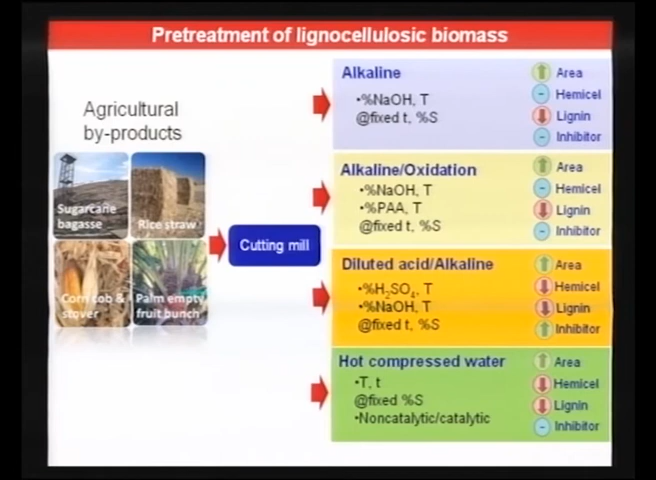 Pretreatment of lignocellulosic biomass
Agricultural
by-products
Sugarcane
bagasse
Rice straw
Corn cob &
stover
Palm empty
fruit bunch
Cutting mill
Alkaline
•%NaOH, T
@fixed t, %S
Area
Hemicel
Lignin
Inhibitor
Alkaline/Oxidation
•%NaOH, T
•%PAA, T
@fixed t, %S
Area
Hemicel
Lignin
Inhibitor
Diluted acid/Alkaline
•%H₂SO₄, T
•%NaOH, T
@fixed t, %S
Area
Hemicel
Lignin
Inhibitor
Hot compressed water
•T, t
@fixed %S
•Noncatalytic/catalytic
Area
Hemicel
Lignin
Inhibitor